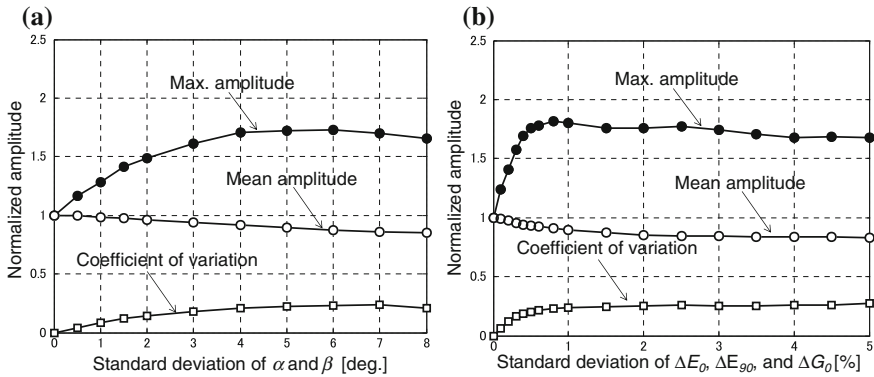 (a)
2.5
2
1.5
1
0.5
0
Normalized amplitude
Max. amplitude
Mean amplitude
Coefficient of variation
0 1 2 3 4 5 6 7 8
Standard deviation of α and β [deg.]
(b)
2.5
2
1.5
1
0.5
0
Normalized amplitude
Max. amplitude
Mean amplitude
Coefficient of variation
0 1 2 3 4 5
Standard deviation of ΔE₀, ΔE₉₀, and ΔG₀ [%]